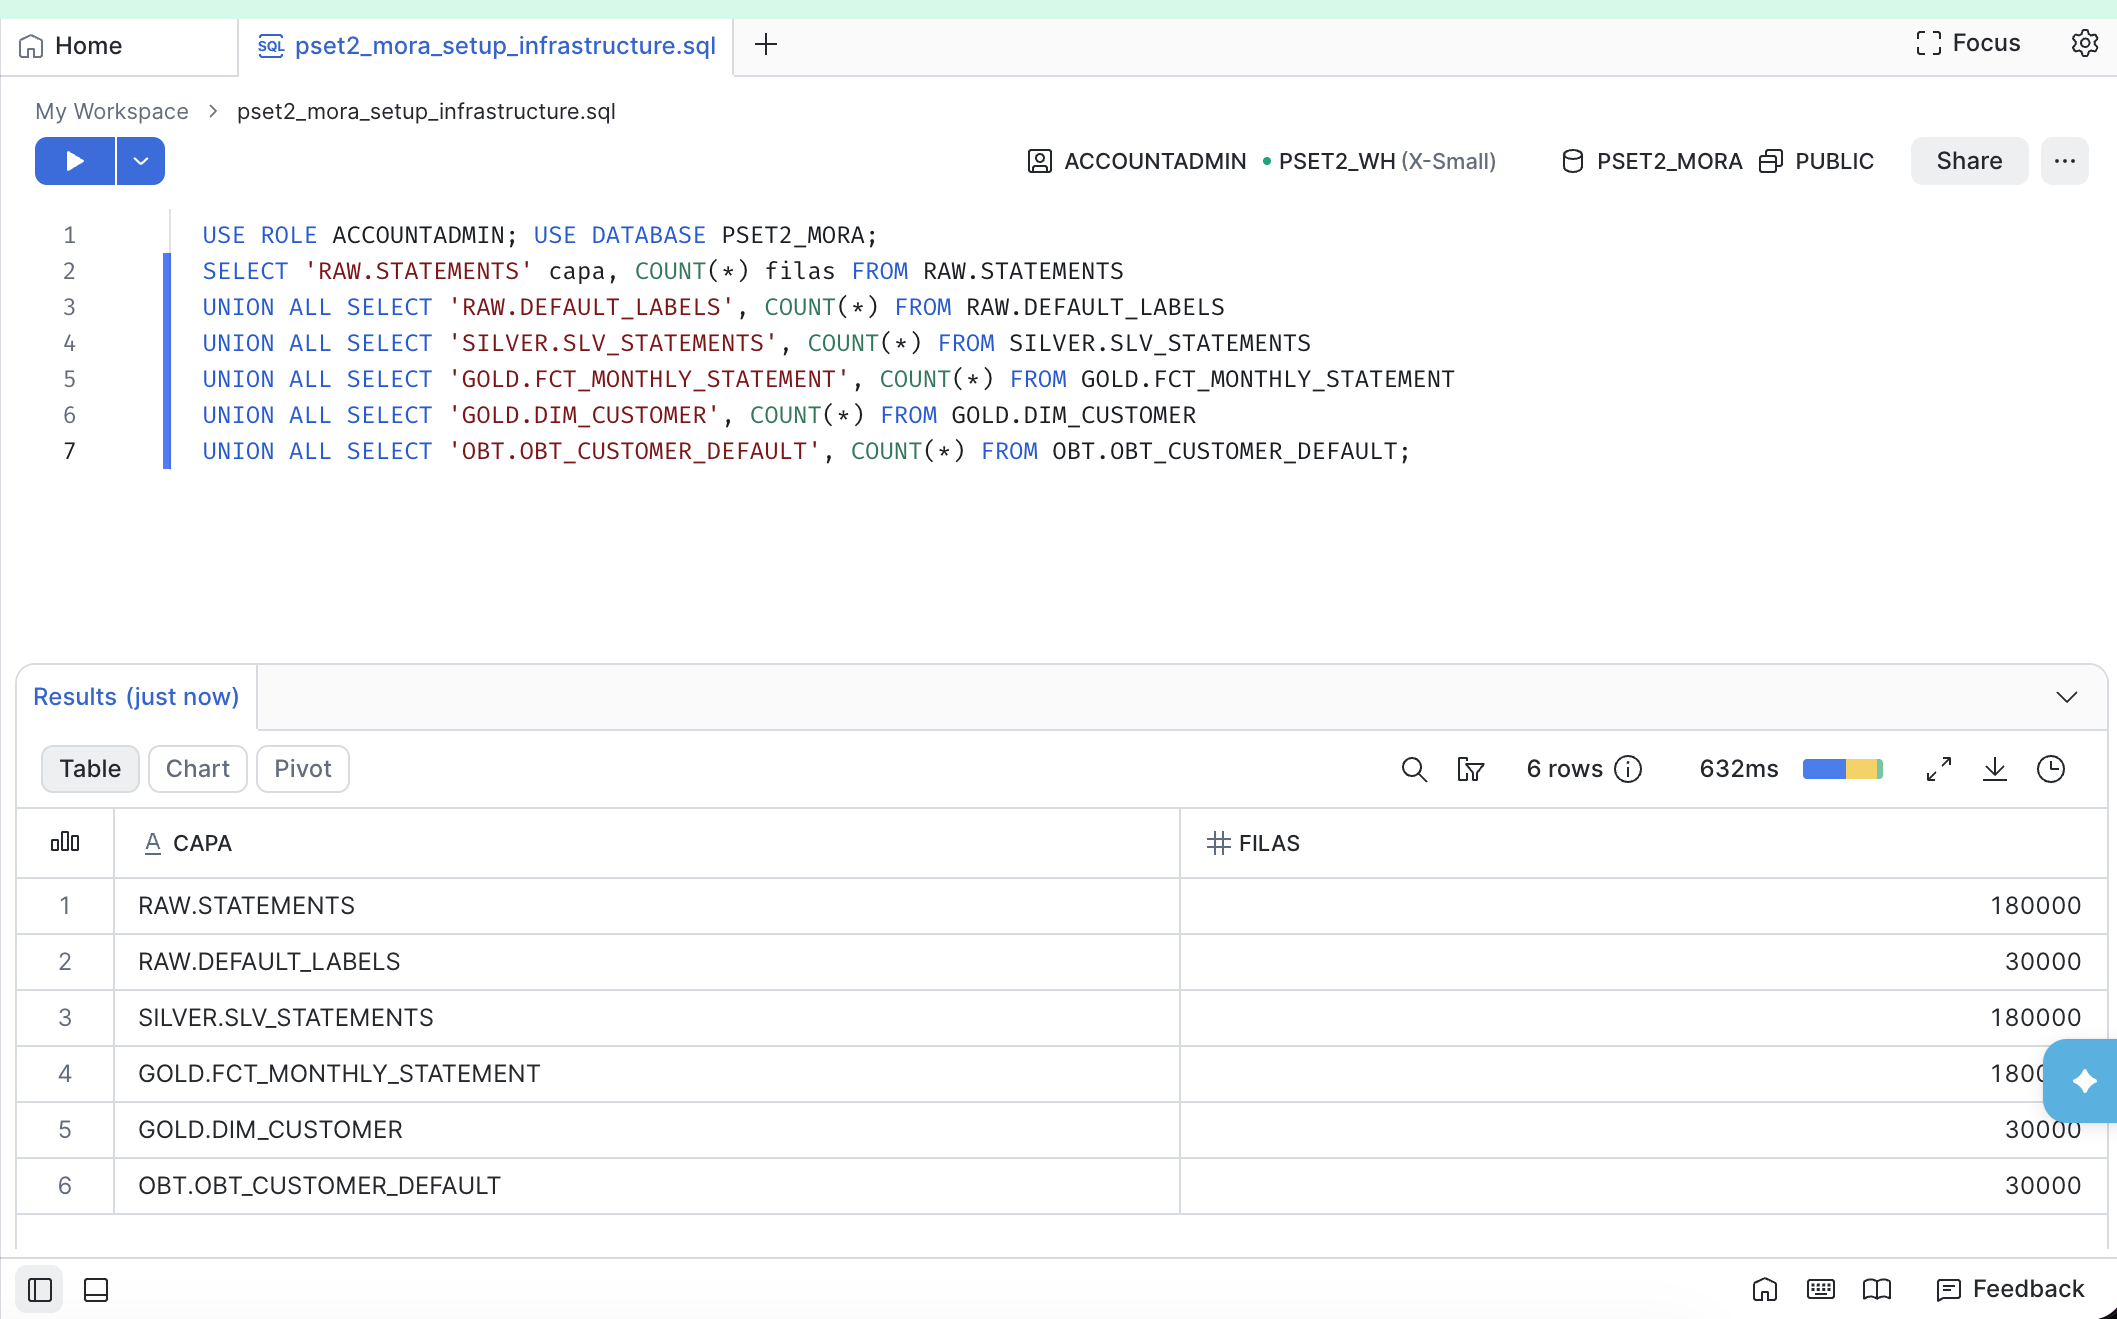 Home
SQL pset2_mora_setup_infrastructure.sql
Focus
My Workspace > pset2_mora_setup_infrastructure.sql
ACCOUNTADMIN PSET2_WH (X-Small) PSET2_MORA PUBLIC Share
1 USE ROLE ACCOUNTADMIN; USE DATABASE PSET2_MORA;
2 SELECT 'RAW.STATEMENTS' capa, COUNT(*) filas FROM RAW.STATEMENTS
3 UNION ALL SELECT 'RAW.DEFAULT_LABELS', COUNT(*) FROM RAW.DEFAULT_LABELS
4 UNION ALL SELECT 'SILVER.SLV_STATEMENTS', COUNT(*) FROM SILVER.SLV_STATEMENTS
5 UNION ALL SELECT 'GOLD.FCT_MONTHLY_STATEMENT', COUNT(*) FROM GOLD.FCT_MONTHLY_STATEMENT
6 UNION ALL SELECT 'GOLD.DIM_CUSTOMER', COUNT(*) FROM GOLD.DIM_CUSTOMER
7 UNION ALL SELECT 'OBT.OBT_CUSTOMER_DEFAULT', COUNT(*) FROM OBT.OBT_CUSTOMER_DEFAULT;
Results (just now)
Table Chart Pivot 6 rows 632ms
A CAPA # FILAS
1 RAW.STATEMENTS 180000
2 RAW.DEFAULT_LABELS 30000
3 SILVER.SLV_STATEMENTS 180000
4 GOLD.FCT_MONTHLY_STATEMENT
5 GOLD.DIM_CUSTOMER 30000
6 OBT.OBT_CUSTOMER_DEFAULT 30000
Feedback